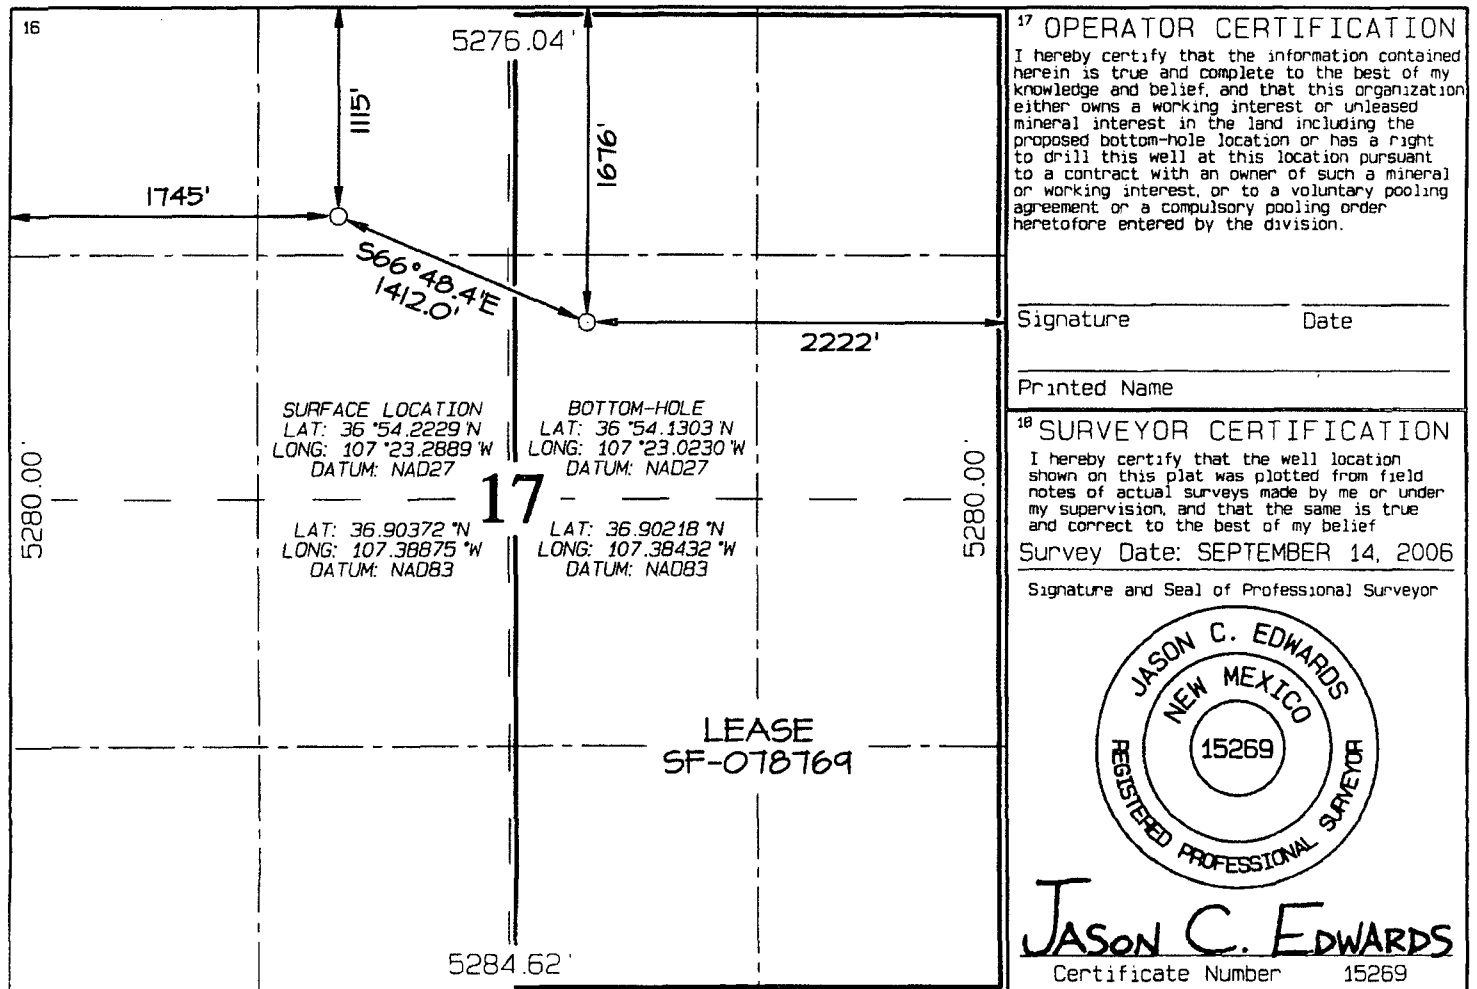 16
5276.04'
1115'
1676'
1745'
S66°48.4'E
1412.0'
2222'
SURFACE LOCATION
LAT: 36°54.2229'N
LONG: 107°23.2889'W
DATUM: NAD27
BOTTOM-HOLE
LAT: 36°54.1303'N
LONG: 107°23.0230'W
DATUM: NAD27
5280.00'
17
5280.00'
LAT: 36.90372°N
LONG: 107.38875°W
DATUM: NAD83
LAT: 36.90218°N
LONG: 107.38432°W
DATUM: NAD83
LEASE
SF-078769
5284.62'
17 OPERATOR CERTIFICATION
I hereby certify that the information contained
herein is true and complete to the best of my
knowledge and belief, and that this organization
either owns a working interest or unleased
mineral interest in the land including the
proposed bottom-hole location or has a right
to drill this well at this location pursuant
to a contract with an owner of such a mineral
or working interest, or to a voluntary pooling
agreement or a compulsory pooling order
heretofore entered by the division.
Signature Date
Printed Name
18 SURVEYOR CERTIFICATION
I hereby certify that the well location
shown on this plat was plotted from field
notes of actual surveys made by me or under
my supervision, and that the same is true
and correct to the best of my belief
Survey Date: SEPTEMBER 14, 2006
Signature and Seal of Professional Surveyor
JASON C. EDWARDS
NEW MEXICO
15269
REGISTERED PROFESSIONAL SURVEYOR
JASON C. EDWARDS
Certificate Number 15269